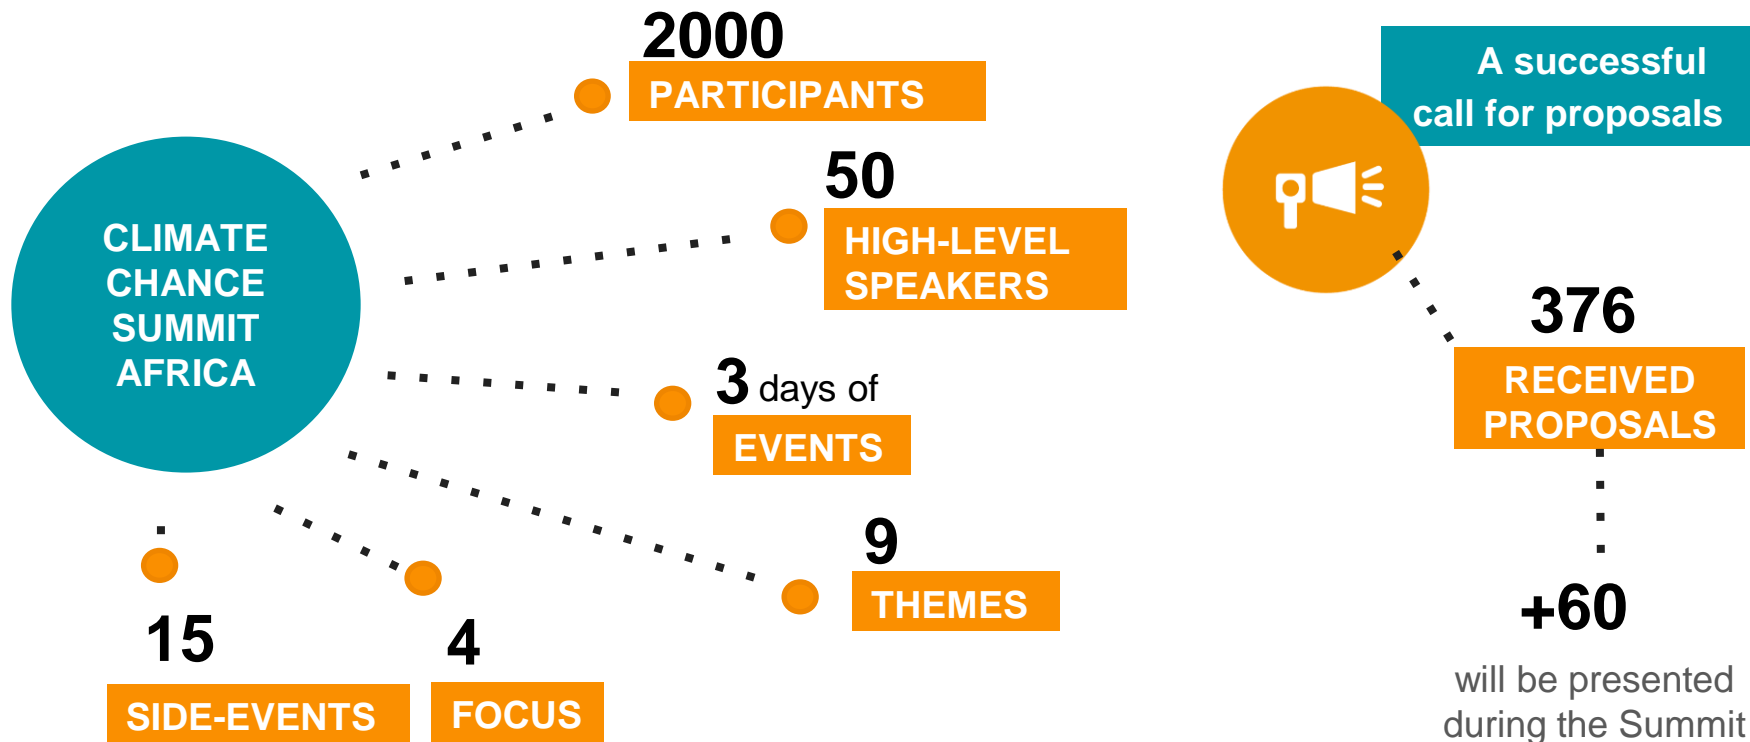 CLIMATE
CHANCE
SUMMIT
AFRICA
2000
PARTICIPANTS
50
HIGH-LEVEL
SPEAKERS
3 days of
EVENTS
9
THEMES
4
FOCUS
15
SIDE-EVENTS
A successful
call for proposals
376
RECEIVED
PROPOSALS
+60
will be presented
during the Summit